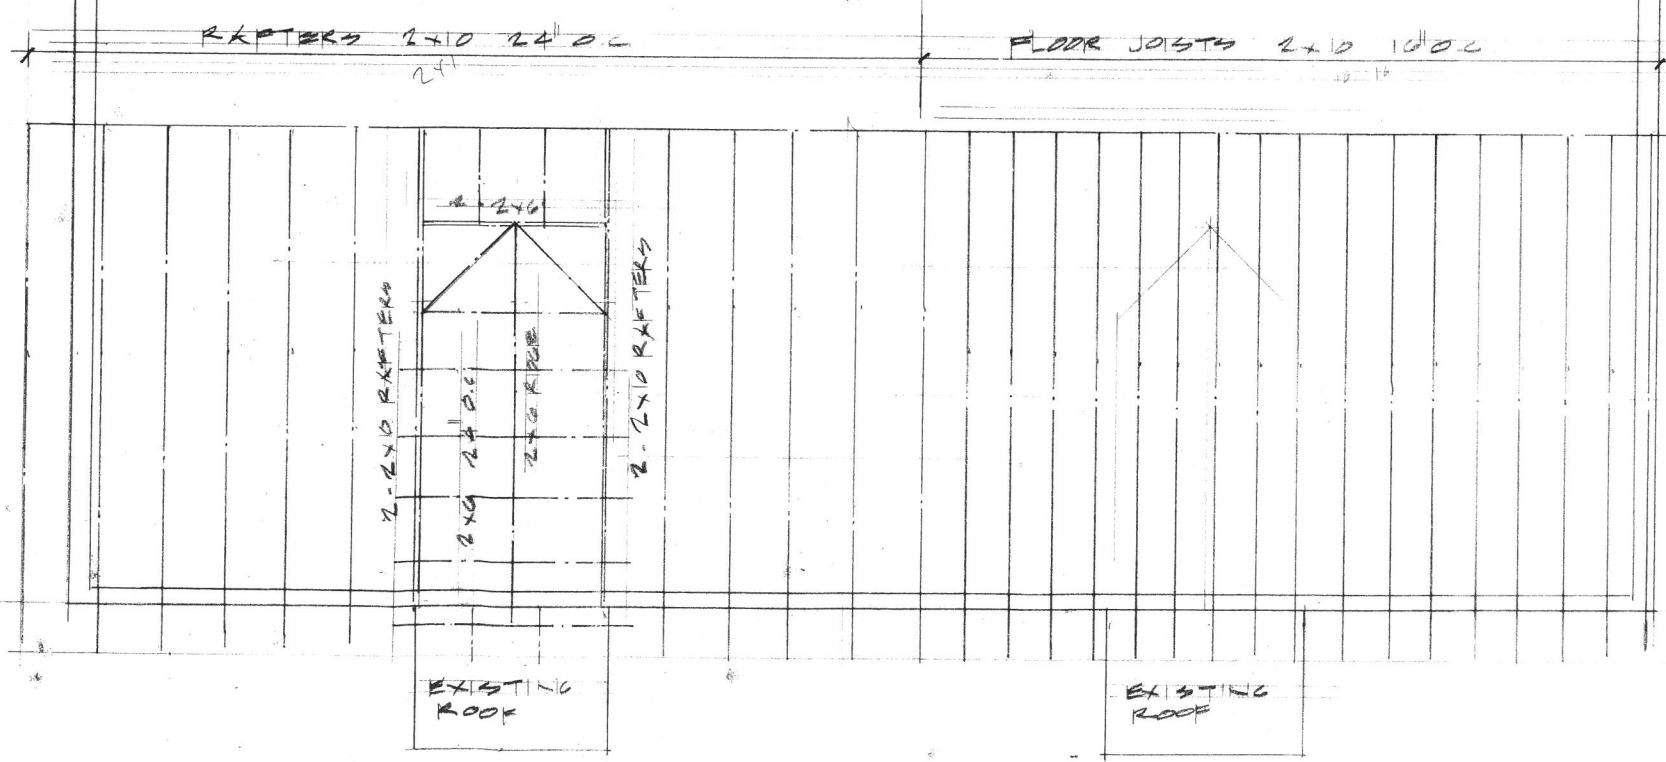 RAFTERS 2x10 24" O.C
FLOOR JOISTS 2x10 16" O.C
2 - 2x6
2 - 2x10 RAFTERS
2x6 24" O.C
2x6 RIDGE
2 - 2x10 RAFTERS
EXISTING
ROOF
EXISTING
ROOF